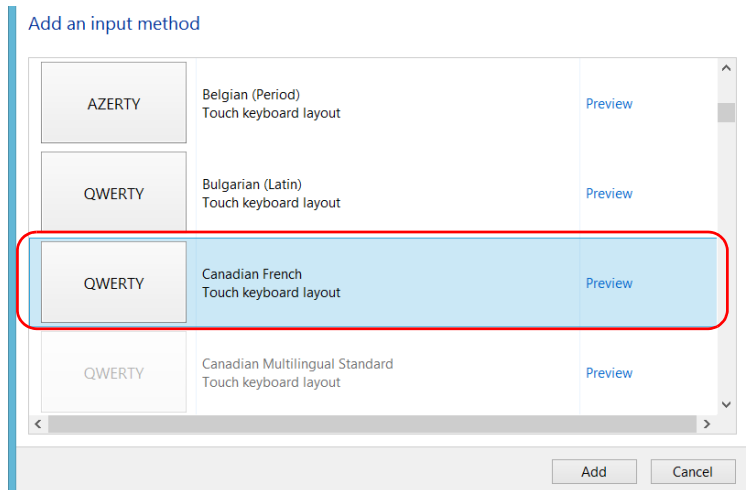 Add an input method
AZERTY
Belgian (Period)
Touch keyboard layout
Preview
QWERTY
Bulgarian (Latin)
Touch keyboard layout
Preview
QWERTY
Canadian French
Touch keyboard layout
Preview
QWERTY
Canadian Multilingual Standard
Touch keyboard layout
Preview
Add
Cancel